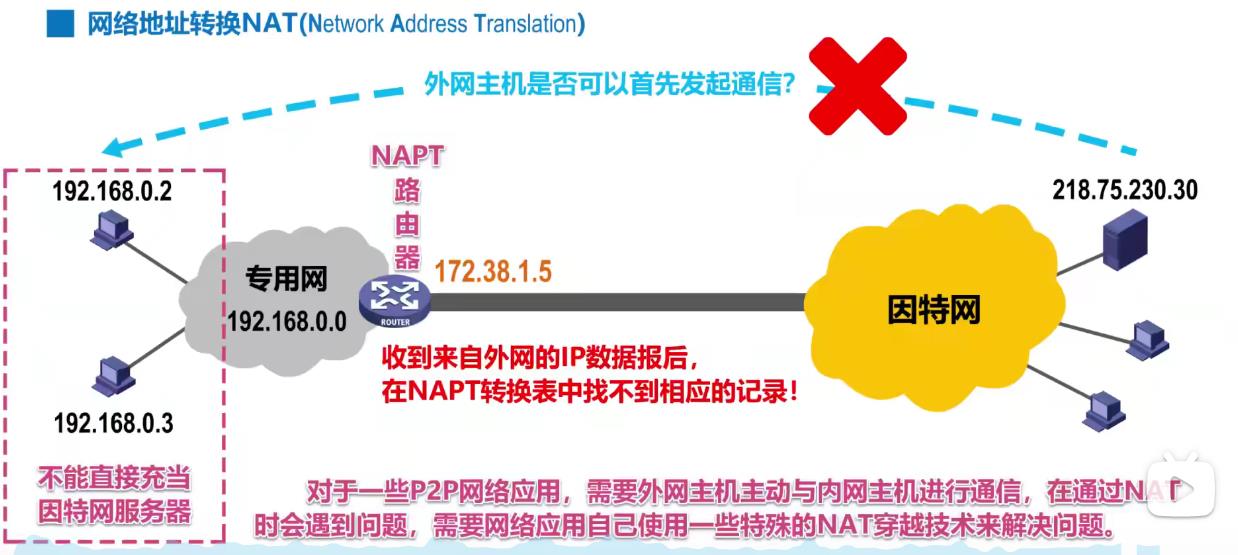 网络地址转换NAT(Network Address Translation)
外网主机是否可以首先发起通信?
NAPT
路
由
器
192.168.0.2
218.75.230.30
172.38.1.5
专用网
192.168.0.0
ROUTER
因特网
收到来自外网的IP数据报后,
在NAPT转换表中找不到相应的记录!
192.168.0.3
不能直接充当
因特网服务器
对于一些P2P网络应用，需要外网主机主动与内网主机进行通信，在通过NAT
时会遇到问题，需要网络应用自己使用一些特殊的NAT穿越技术来解决问题。